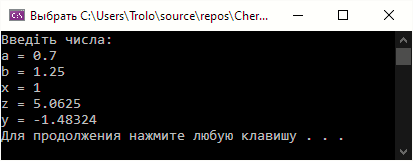 Выбрать C:\Users\Trolo\source\repos\Cher...
Введіть числа:
a = 0.7
b = 1.25
x = 1
z = 5.0625
y = -1.48324
Для продолжения нажмите любую клавишу . . .